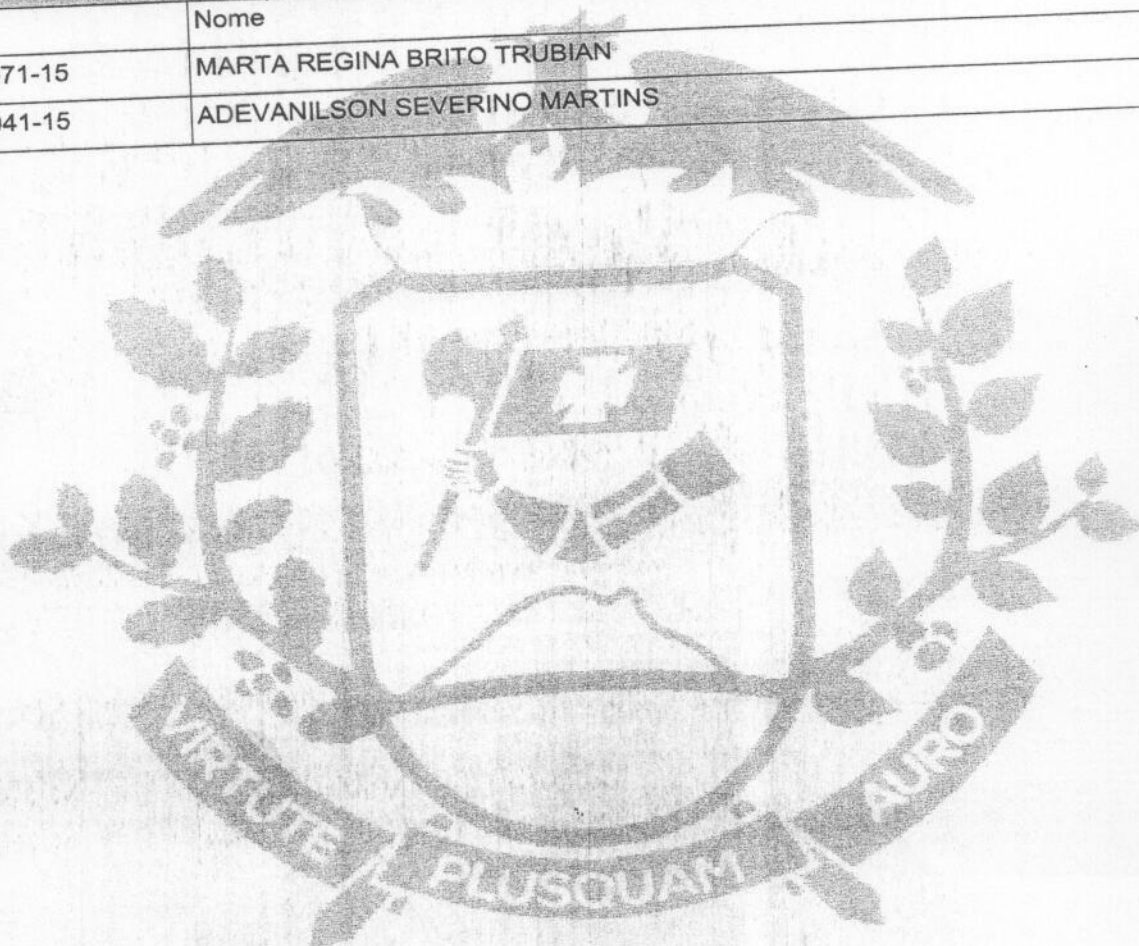 Nome
71-15 MARTA REGINA BRITO TRUBIAN
041-15 ADEVANILSON SEVERINO MARTINS
VIRTUTE PLUSQUAM AURO